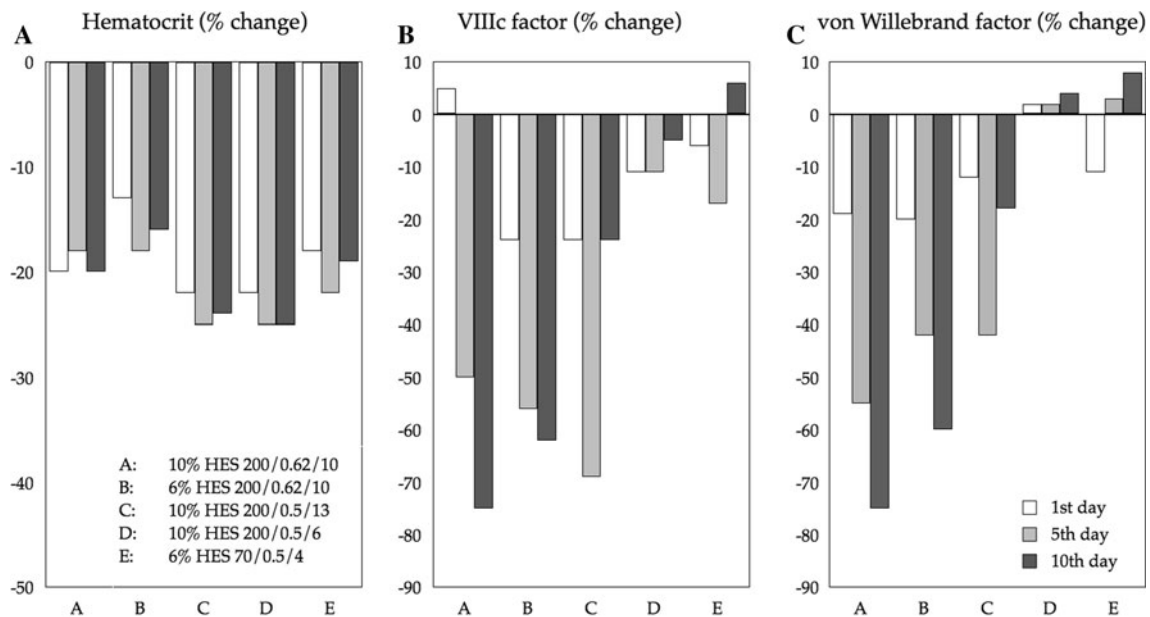 A Hematocrit (% change)
0
-10
-20
-30
-40
-50
A: 10% HES 200/0.62/10
B: 6% HES 200/0.62/10
C: 10% HES 200/0.5/13
D: 10% HES 200/0.5/6
E: 6% HES 70/0.5/4
A B C D E
B VIIIc factor (% change)
10
0
-10
-20
-30
-40
-50
-60
-70
-80
-90
A B C D E
C von Willebrand factor (% change)
10
0
-10
-20
-30
-40
-50
-60
-70
-80
-90
1st day
5th day
10th day
A B C D E